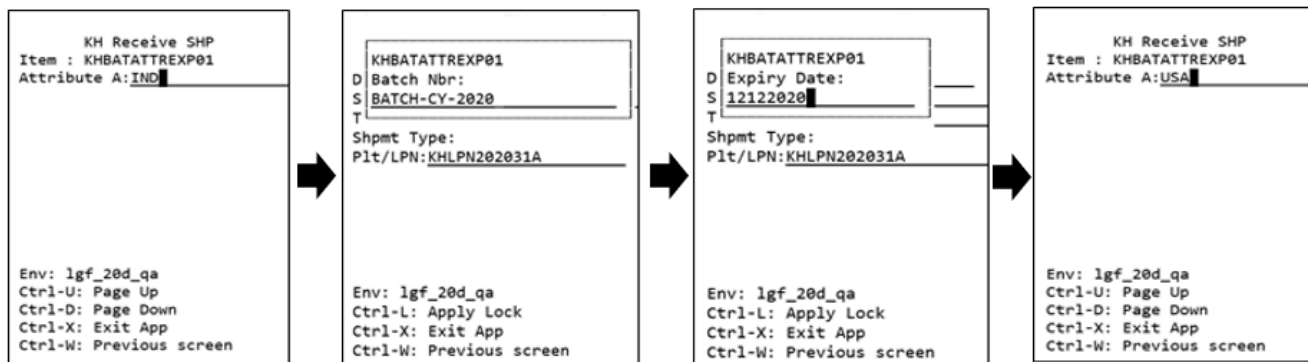 KH Receive SHP
Item : KHBATATTREXP01
Attribute A:IND
Env: lgf_20d_qa
Ctrl-U: Page Up
Ctrl-D: Page Down
Ctrl-X: Exit App
Ctrl-W: Previous screen
KHBATATTREXP01
D Batch Nbr:
S BATCH-CY-2020
T
Shpmt Type:
Plt/LPN:KHLPN202031A
Env: lgf_20d_qa
Ctrl-L: Apply Lock
Ctrl-X: Exit App
Ctrl-W: Previous screen
KHBATATTREXP01
D Expiry Date:
S 12122020
T
Shpmt Type:
Plt/LPN:KHLPN202031A
Env: lgf_20d_qa
Ctrl-L: Apply Lock
Ctrl-X: Exit App
Ctrl-W: Previous screen
KH Receive SHP
Item : KHBATATTREXP01
Attribute A:USA
Env: lgf_20d_qa
Ctrl-U: Page Up
Ctrl-D: Page Down
Ctrl-X: Exit App
Ctrl-W: Previous screen